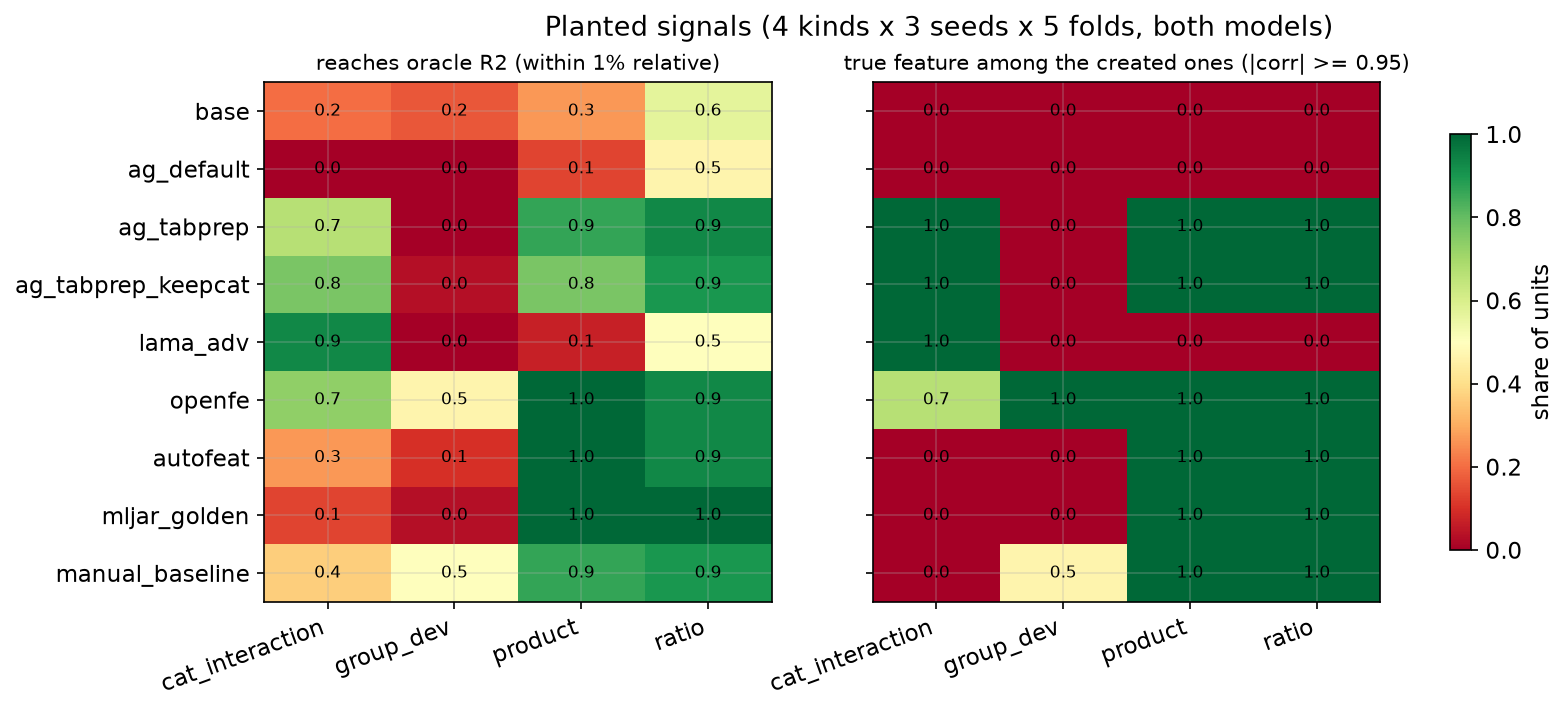 Planted signals (4 kinds x 3 seeds x 5 folds, both models)
reaches oracle R2 (within 1% relative)
true feature among the created ones (|corr| >= 0.95)
base 0.2 0.2 0.3 0.6 0.0 0.0 0.0 0.0
ag_default 0.0 0.0 0.1 0.5 0.0 0.0 0.0 0.0
ag_tabprep 0.7 0.0 0.9 0.9 1.0 0.0 1.0 1.0
ag_tabprep_keepcat 0.8 0.0 0.8 0.9 1.0 0.0 1.0 1.0
lama_adv 0.9 0.0 0.1 0.5 1.0 0.0 0.0 0.0
openfe 0.7 0.5 1.0 0.9 0.7 1.0 1.0 1.0
autofeat 0.3 0.1 1.0 0.9 0.0 0.0 1.0 1.0
mljar_golden 0.1 0.0 1.0 1.0 0.0 0.0 1.0 1.0
manual_baseline 0.4 0.5 0.9 0.9 0.0 0.5 1.0 1.0
cat_interaction group_dev product ratio
cat_interaction group_dev product ratio
1.0
0.8
0.6
0.4
0.2
0.0
share of units